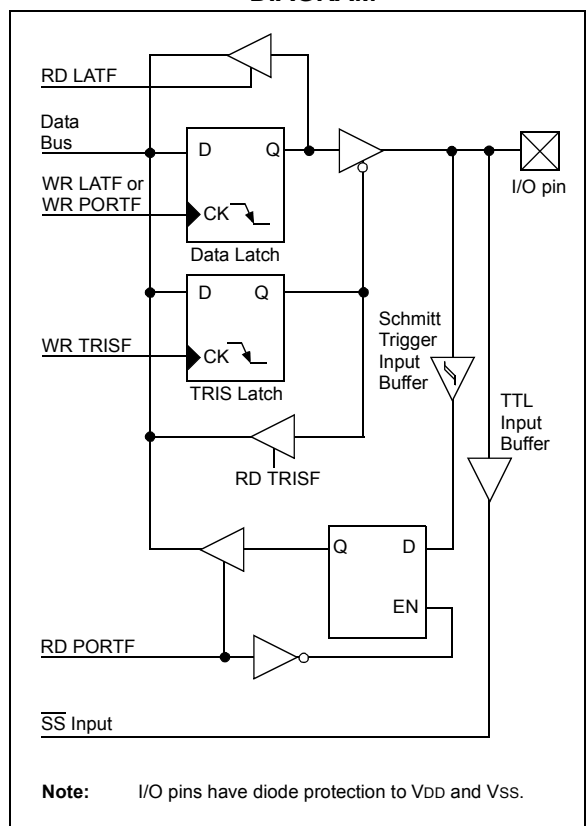 RD LATF
Data
Bus
D Q
WR LATF or
WR PORTF
CK
I/O pin
Data Latch
D Q
WR TRISF
CK
TRIS Latch
Schmitt
Trigger
Input
Buffer
TTL
Input
Buffer
RD TRISF
Q D
EN
RD PORTF
SS Input
Note: I/O pins have diode protection to VDD and VSS.